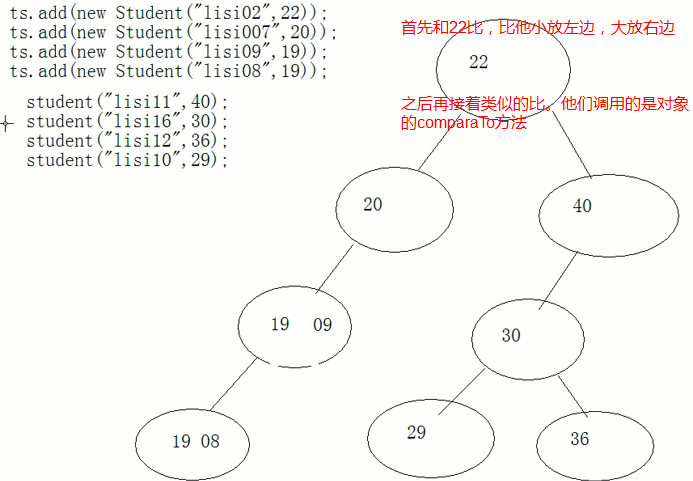 ts.add(new Student("lisi02",22));
ts.add(new Student("lisi007",20));
ts.add(new Student("lisi09",19));
ts.add(new Student("lisi08",19));
student("lisi11",40);
student("lisi16",30);
student("lisi12",36);
student("lisi10",29);
首先和22比，比他小放左边，大放右边
22
之后再接着类似的比。他们调用的是对象
的comparaTo方法
20
40
19 09
30
19 08
29
36